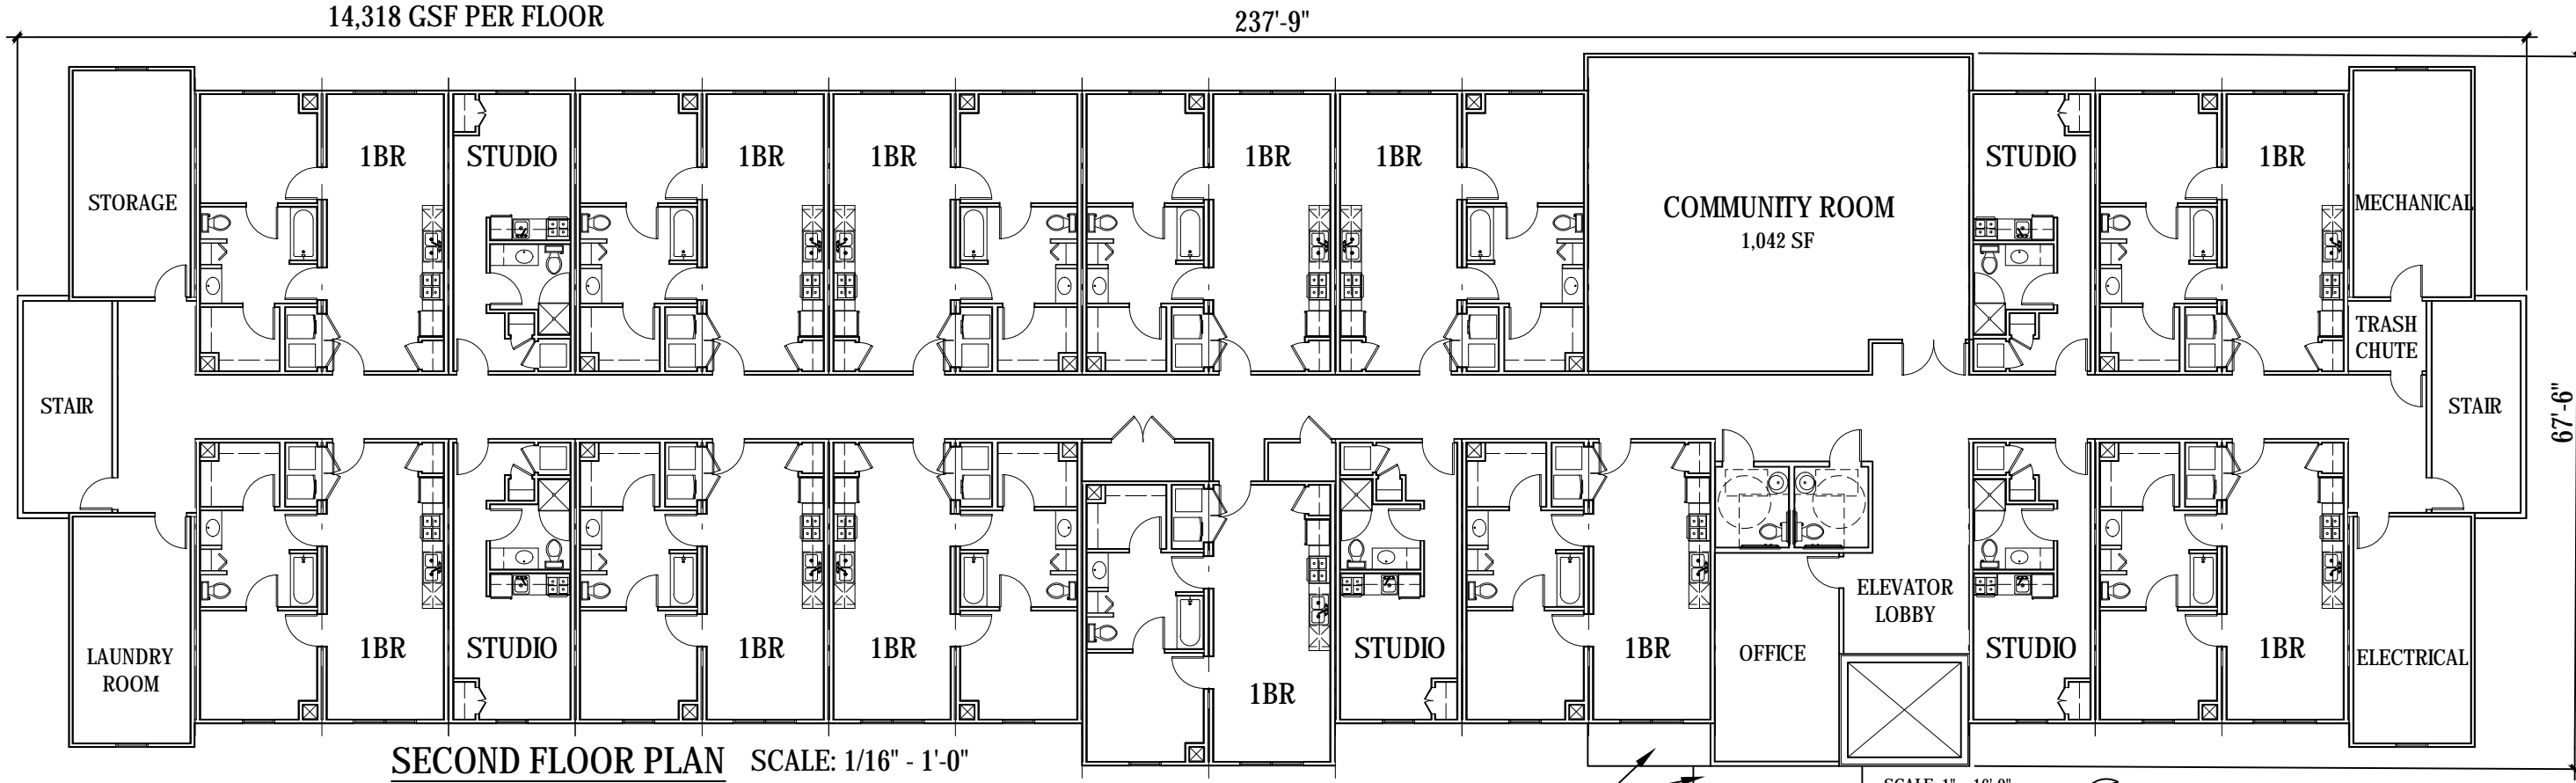 14,318 GSF PER FLOOR
237'-9"
1BR
STUDIO
1BR
1BR
1BR
1BR
STUDIO
1BR
STORAGE
COMMUNITY ROOM
1,042 SF
MECHANICAL
TRASH
CHUTE
STAIR
STAIR
67'-6"
ELEVATOR
LOBBY
LAUNDRY
ROOM
1BR
STUDIO
1BR
1BR
1BR
STUDIO
1BR
OFFICE
STUDIO
1BR
ELECTRICAL
SECOND FLOOR PLAN SCALE: 1/16" - 1'-0"